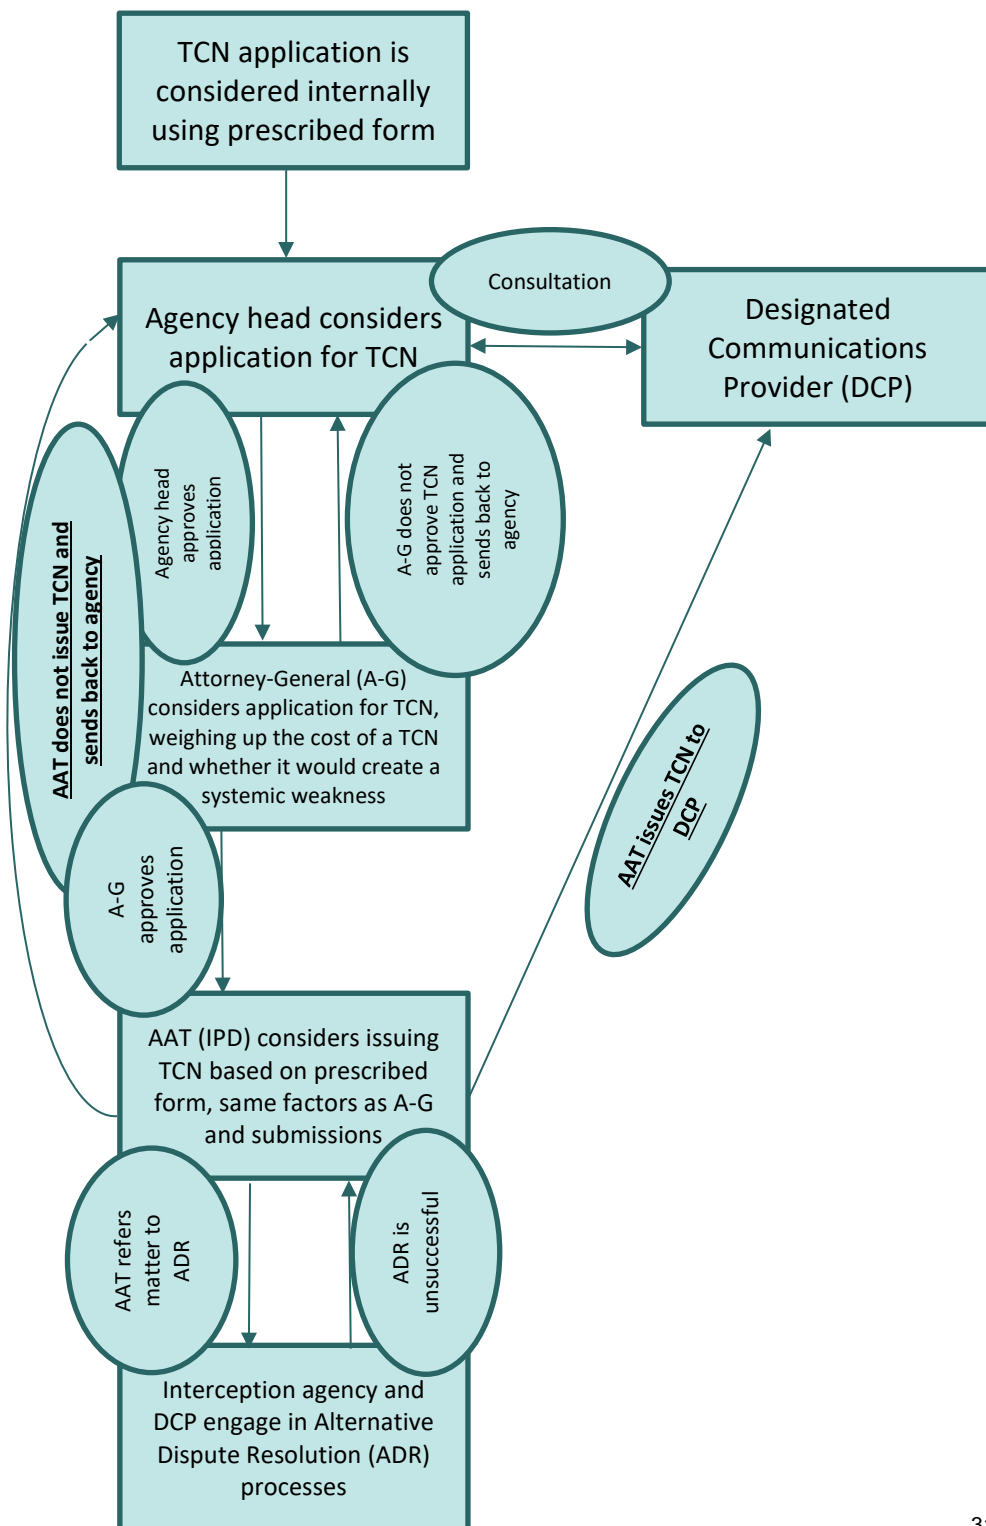 TCN application is
considered internally
using prescribed form
Consultation
Agency head considers
application for TCN
Designated
Communications
Provider (DCP)
Agency head
approves
application
A-G does not
approve TCN
application and
sends back to
agency
AAT does not issue TCN and
sends back to agency
Attorney-General (A-G)
considers application for TCN,
weighing up the cost of a TCN
and whether it would create a
systemic weakness
AAT issues TCN to
DCP
A-G
approves
application
AAT (IPD) considers issuing
TCN based on prescribed
form, same factors as A-G
and submissions
AAT refers
matter to
ADR
ADR is
unsuccessful
Interception agency and
DCP engage in Alternative
Dispute Resolution (ADR)
processes